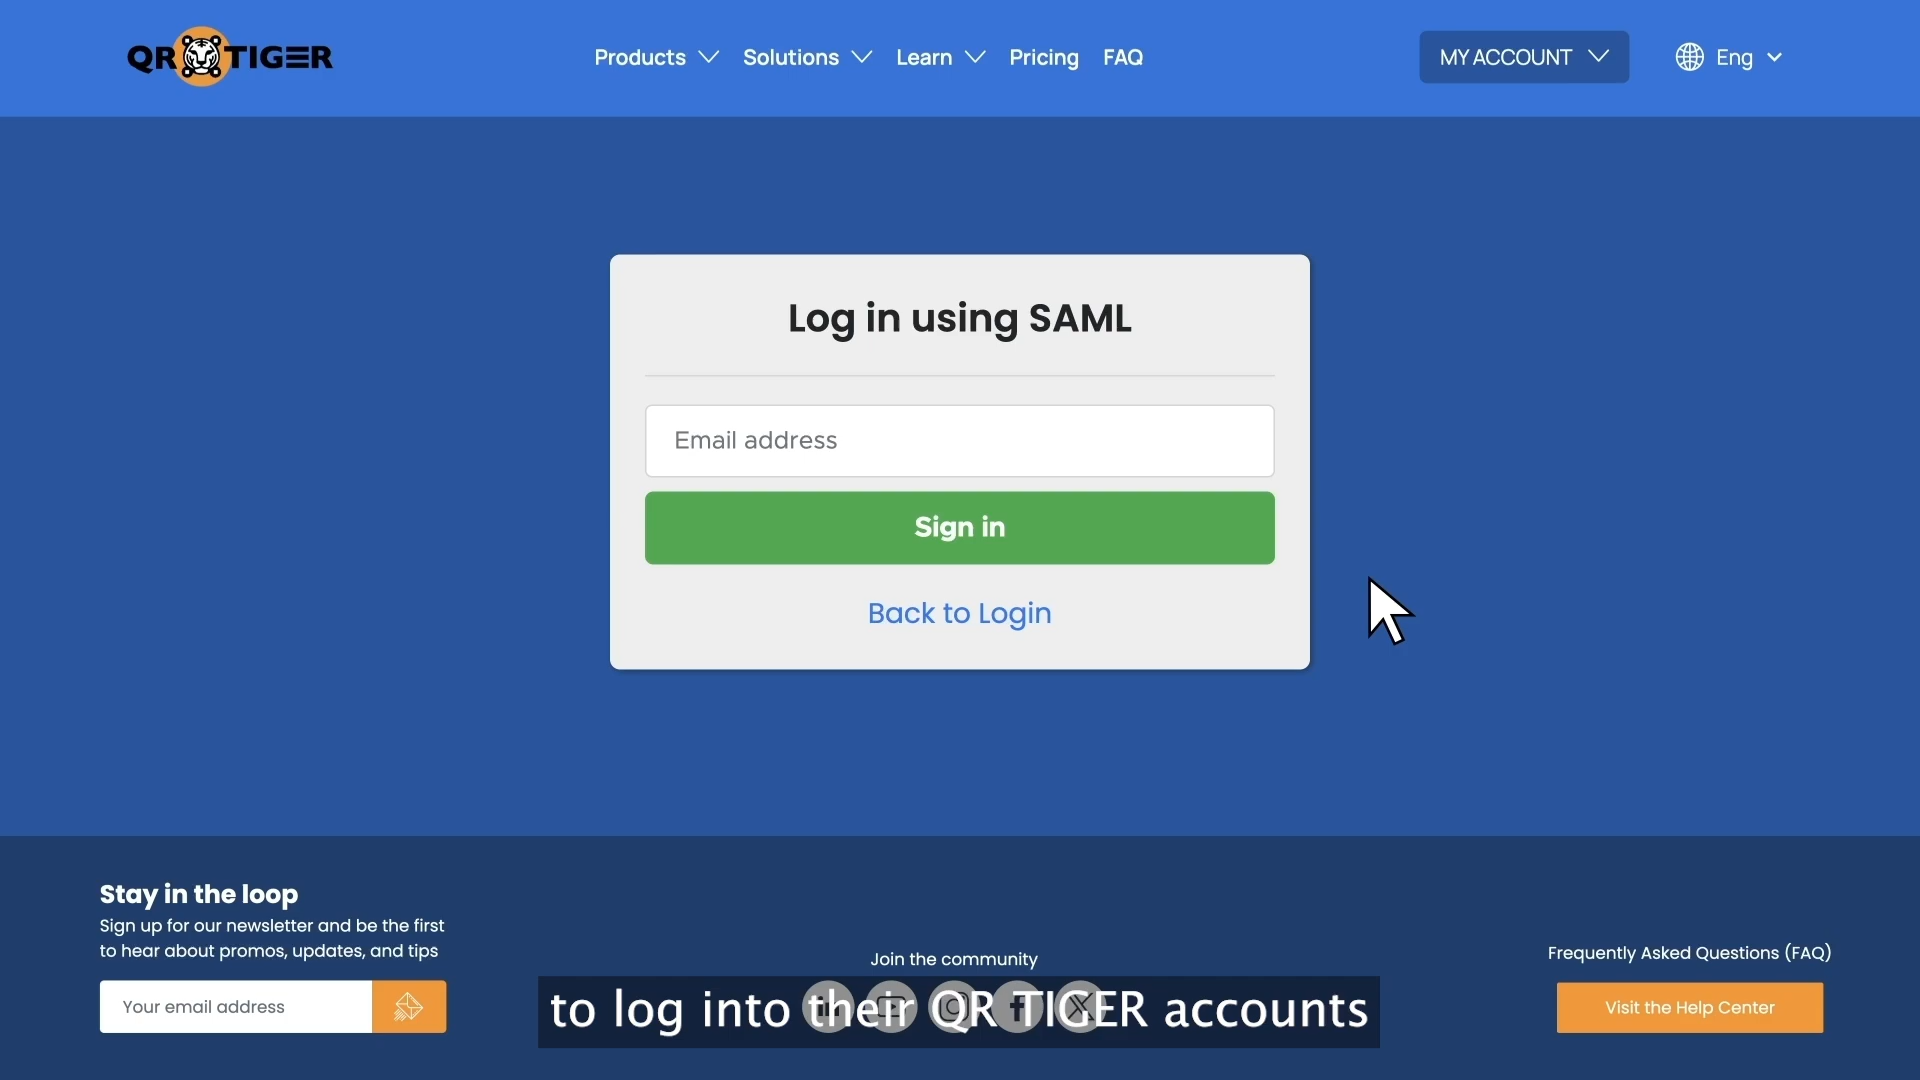 QR TIGER
Products
Solutions
Learn
Pricing
FAQ
MY ACCOUNT
Eng
Log in using SAML
Email address
Sign in
Back to Login
Stay in the loop
Sign up for our newsletter and be the first
to hear about promos, updates, and tips
Your email address
Join the community
to log into their QR TIGER accounts
Frequently Asked Questions (FAQ)
Visit the Help Center